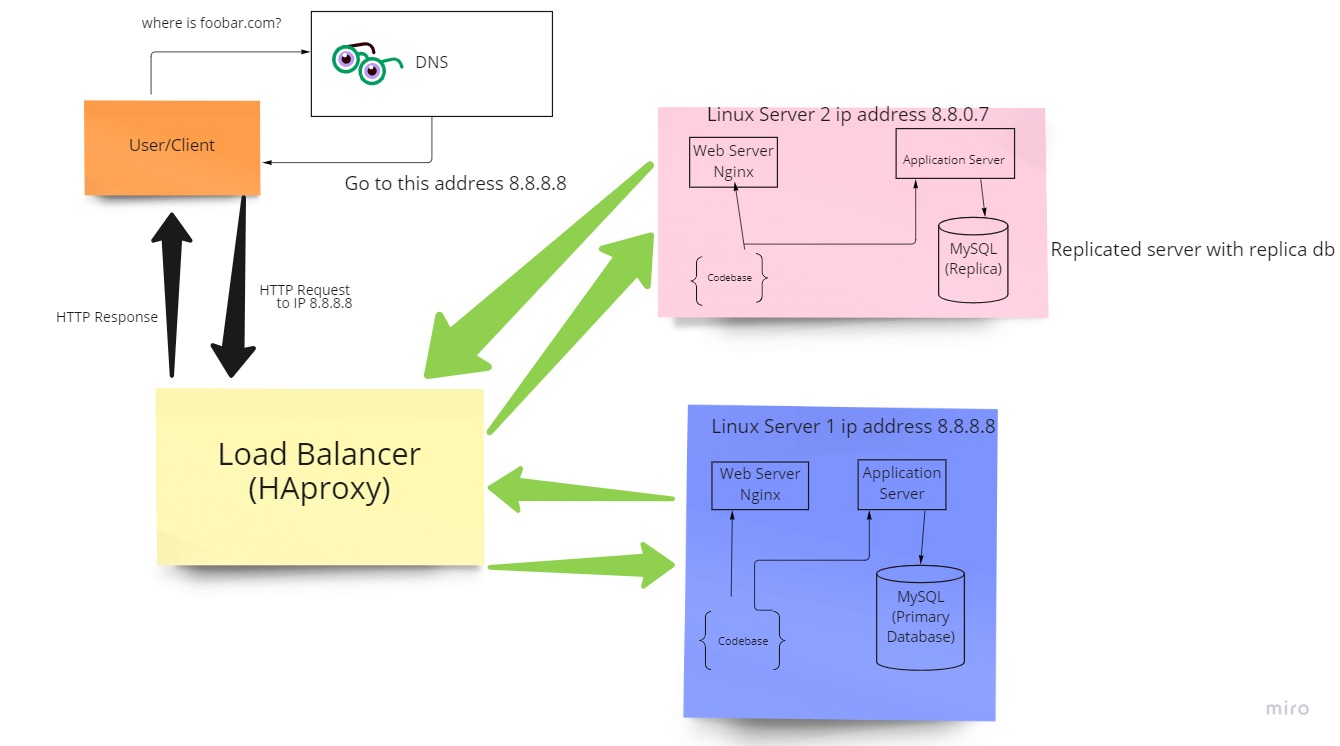 where is foobar.com?
DNS
User/Client
Go to this address 8.8.8.8
HTTP Response
HTTP Request
to IP 8.8.8.8
Load Balancer
(HAproxy)
Linux Server 2 ip address 8.8.0.7
Web Server
Nginx
Application Server
Codebase
MySQL
(Replica)
Replicated server with replica db
Linux Server 1 ip address 8.8.8.8
Web Server
Nginx
Application
Server
Codebase
MySQL
(Primary
Database)
miro